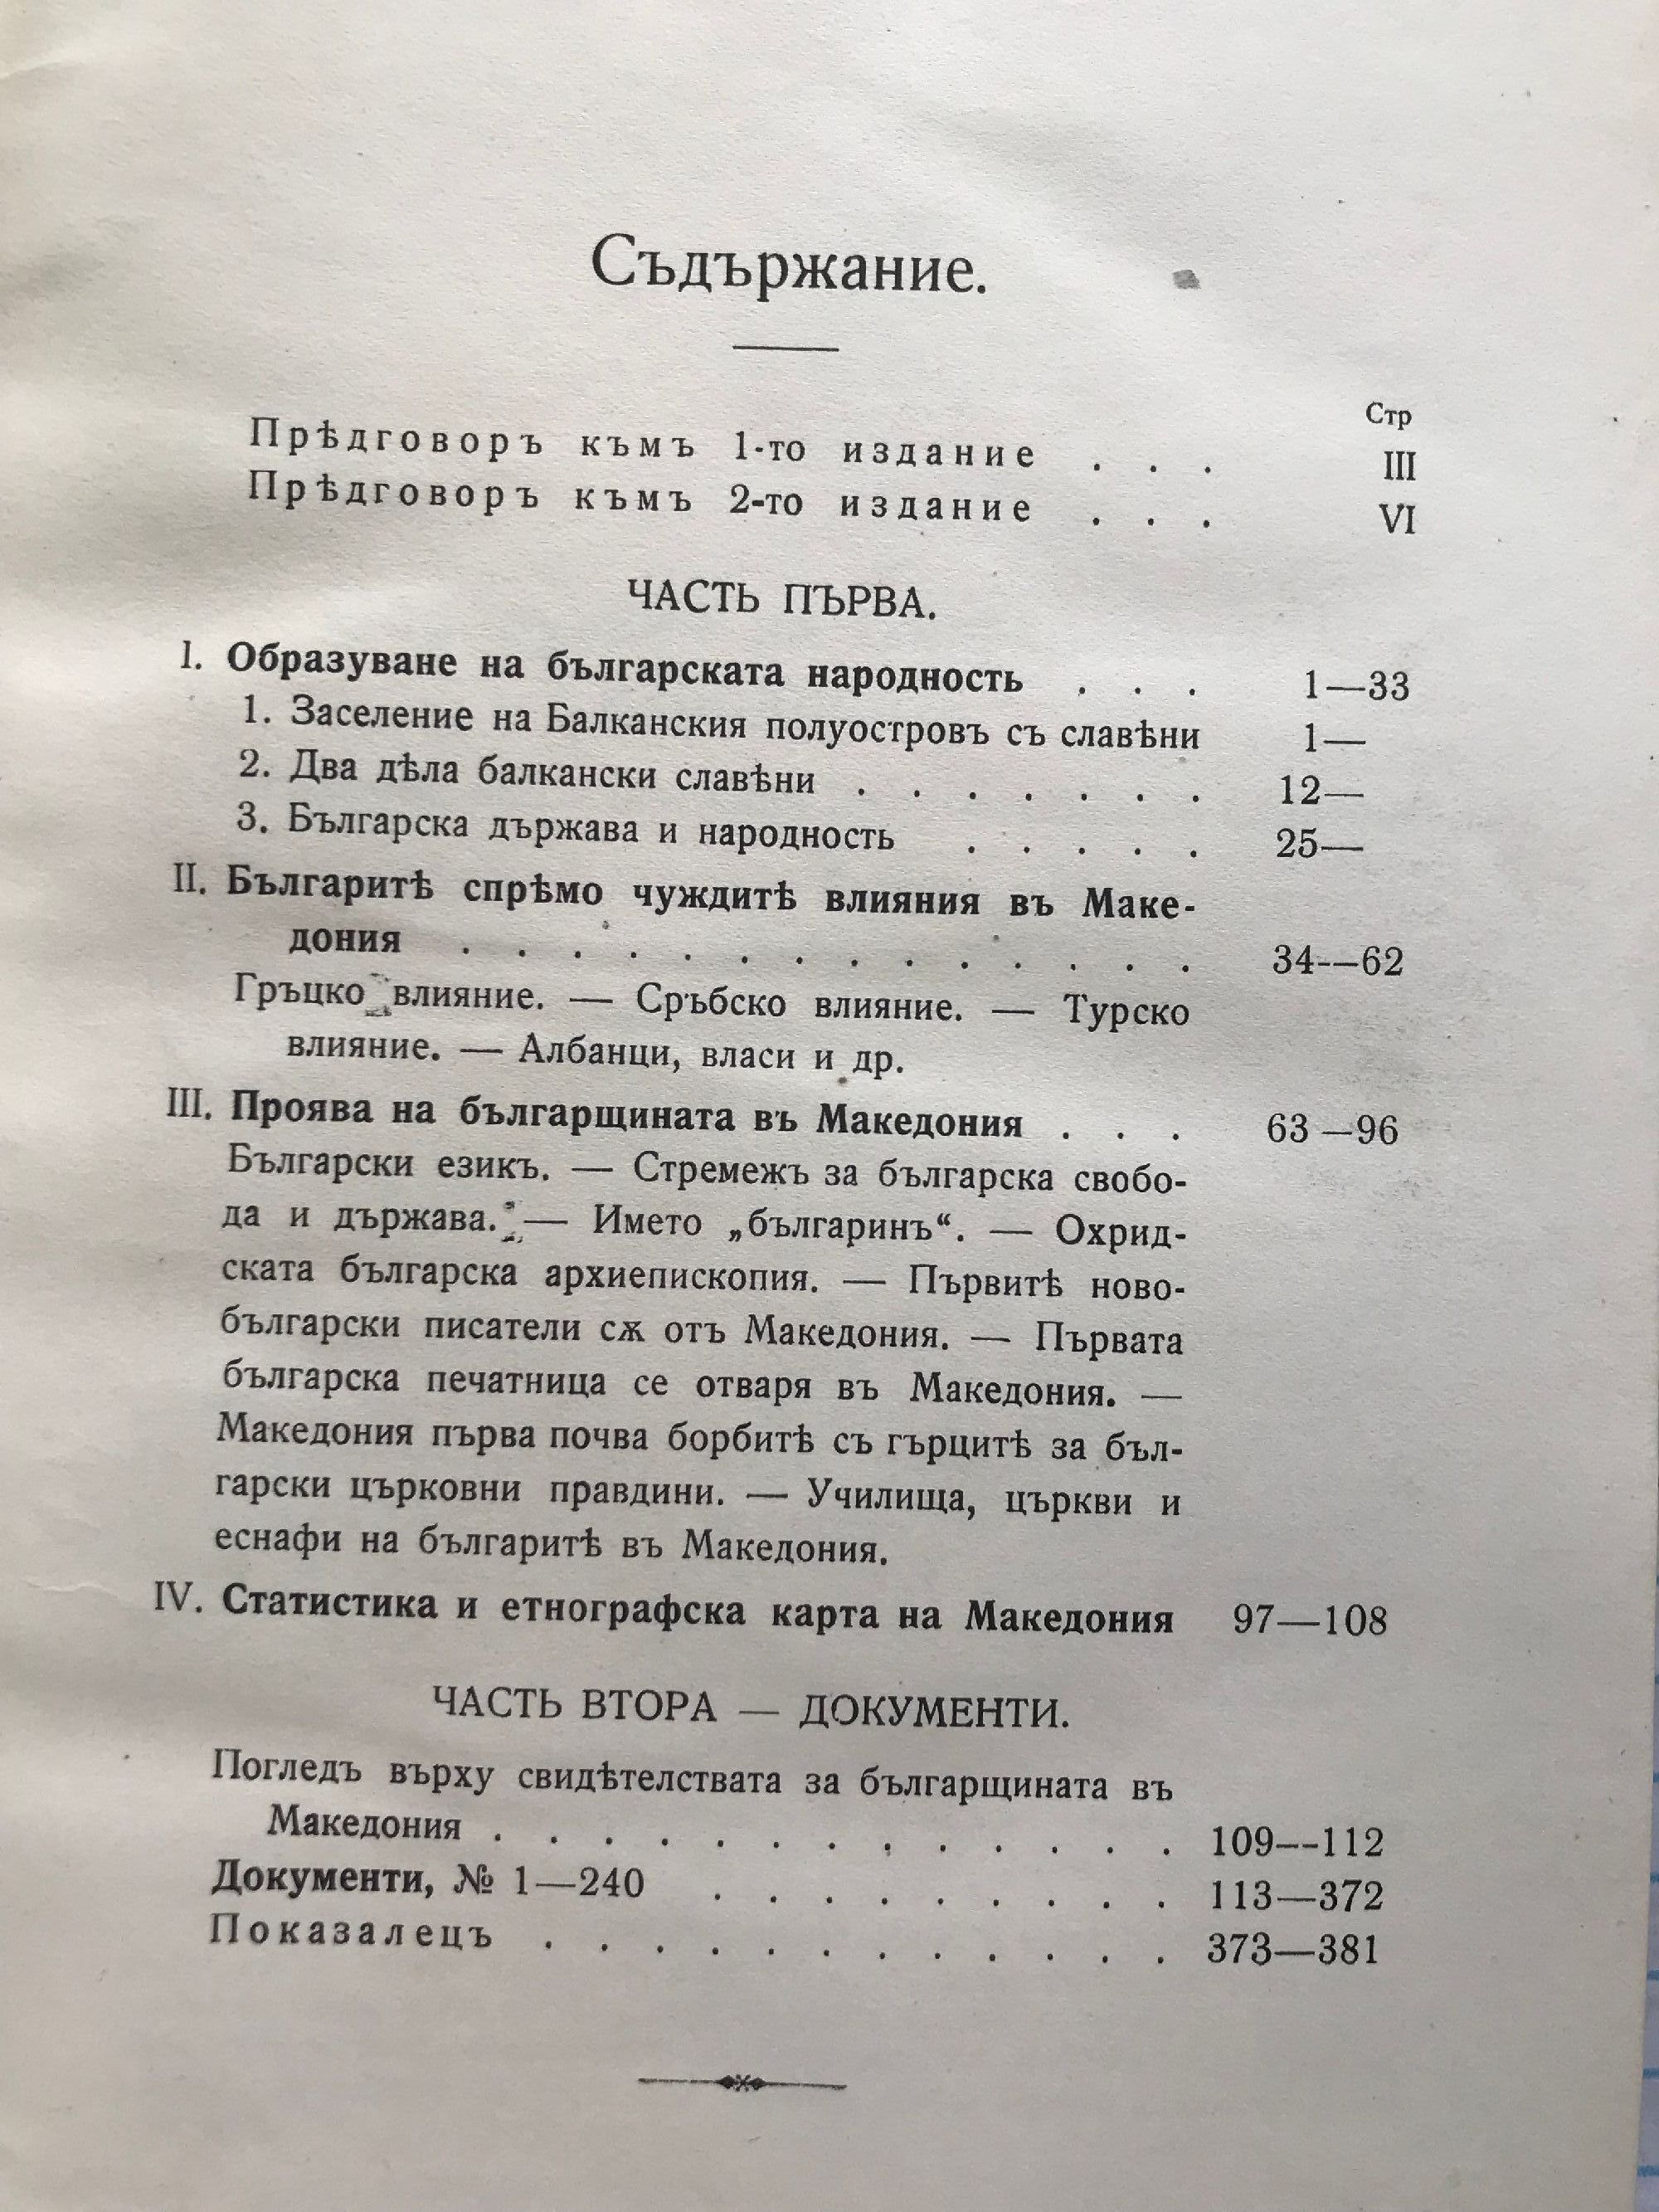 Съдържание.
Стр
Прѣдговоръ къмъ 1-то издание . . . III
Прѣдговоръ къмъ 2-то издание . . . VI
ЧАСТЬ ПЪРВА.
I. Образуване на българската народность . . . 1—33
1. Заселение на Балканския полуостровъ съ славѣни 1—
2. Два дѣла балкански славѣни . . . . . . . 12—
3. Българска държава и народность . . . . . 25—
II. Българитѣ спрѣмо чуждитѣ влияния въ Маке-
дония . . . . . . . . . . . . . . 34—62
Гръцко влияние. — Сръбско влияние. — Турско
влияние. — Албанци, власи и др.
III. Проява на българщината въ Македония . . . 63—96
Български езикъ. — Стремежъ за българска свобо-
да и държава. — Името „българинъ“. — Охрид-
ската българска архиепископия. — Първитѣ ново-
български писатели сѫ отъ Македония. — Първата
българска печатница се отваря въ Македония. —
Македония първа почва борбитѣ съ гърцитѣ за бъл-
гарски църковни правдини. — Училища, църкви и
еснафи на българитѣ въ Македония.
IV. Статистика и етнографска карта на Македония 97—108
ЧАСТЬ ВТОРА — ДОКУМЕНТИ.
Погледъ върху свидѣтелствата за българщината въ
Македония . . . . . . . . . . . . . 109—112
Документи, № 1—240 . . . . . . . . . 113—372
Показалецъ . . . . . . . . . . . . 373—381